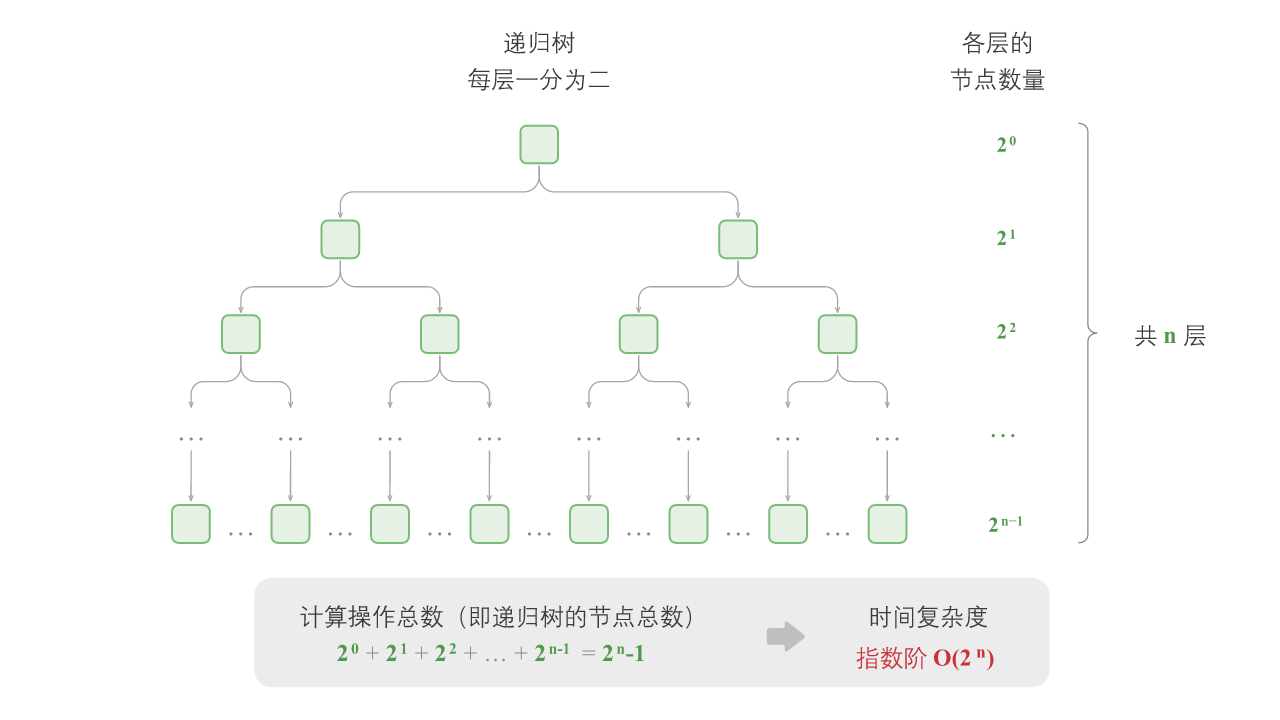 递归树
每层一分为二
各层的
节点数量
2⁰
2¹
2²
...
2ⁿ⁻¹
共 n 层
... ... ... ... ... ... ... ...
... ... ... ... ... ... ...
计算操作总数（即递归树的节点总数）
2⁰ + 2¹ + 2² + ... + 2ⁿ⁻¹ = 2ⁿ-1
时间复杂度
指数阶 O(2ⁿ)